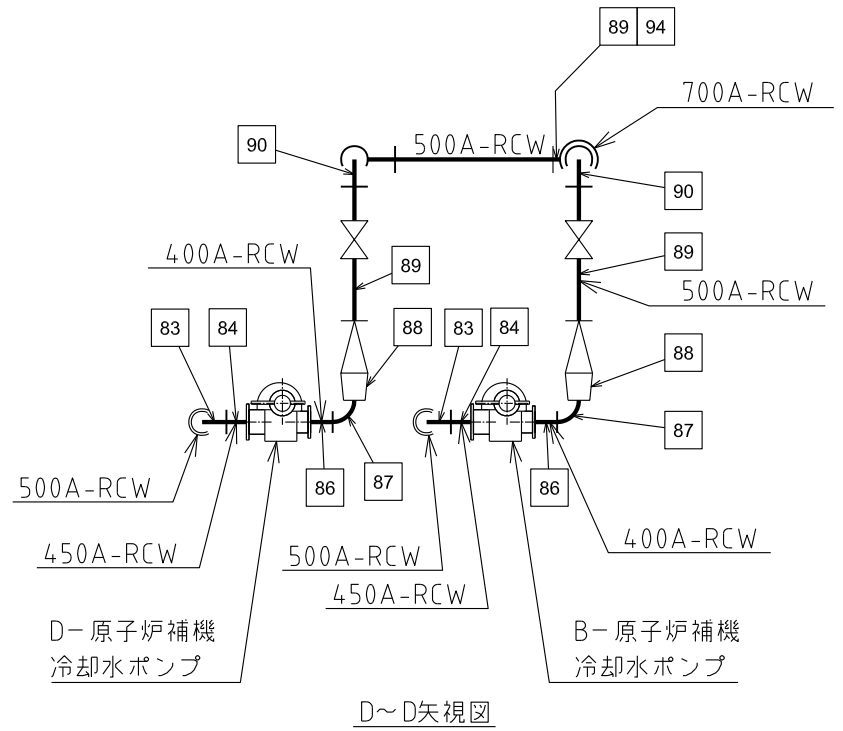 89 94
700A-RCW
500A-RCW
90
90
400A-RCW
89
89
500A-RCW
83 84
88
83 84
88
86
87
86
87
500A-RCW
450A-RCW
500A-RCW
450A-RCW
400A-RCW
D-原子炉補機
冷却水ポンプ
B-原子炉補機
冷却水ポンプ
D～D矢視図